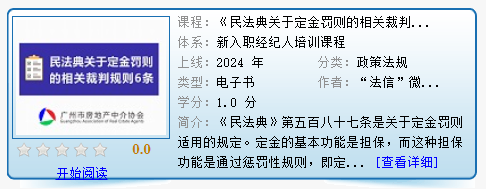 民法典关于定金罚则
的相关裁判规则6条
广州市房地产中介协会
Guangzhou Association of Real Estate Agents
0.0
开始阅读
课程：《民法典关于定金罚则的相关裁判...
体系：新入职经纪人培训课程
上线：2024 年 分类：政策法规
类型：电子书 作者：“法信”微...
学分：1.0 分
简介：《民法典》第五百八十七条是关于定金罚则
适用的规定。定金的基本功能是担保，而这种担保
功能是通过惩罚性规则，即定... [查看详细]